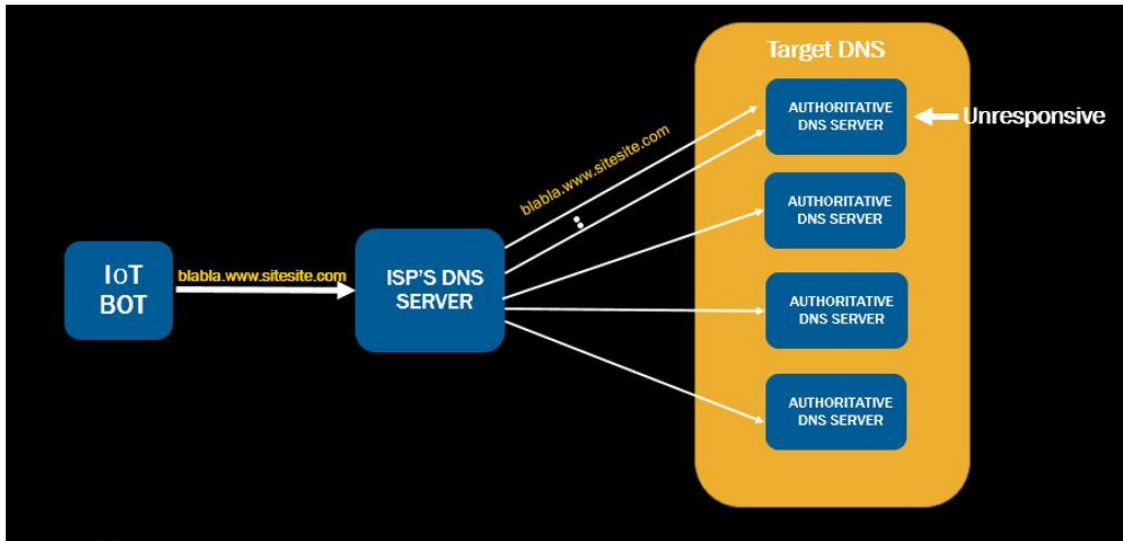 Target DNS
AUTHORITATIVE
DNS SERVER
Unresponsive
blabla.www.sitesite.com
AUTHORITATIVE
DNS SERVER
IoT
BOT
blabla.www.sitesite.com
ISP'S DNS
SERVER
AUTHORITATIVE
DNS SERVER
AUTHORITATIVE
DNS SERVER